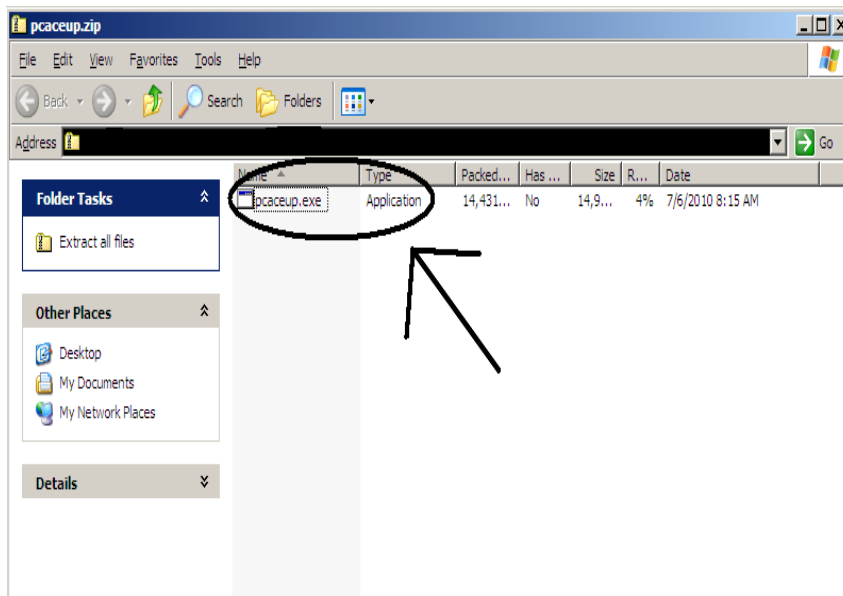 pcaceup.zip
File Edit View Favorites Tools Help
Back Search Folders
Address Go
Name Type Packed... Has ... Size R... Date
pcaceup.exe Application 14,431... No 14,9... 4% 7/6/2010 8:15 AM
Folder Tasks
Extract all files
Other Places
Desktop
My Documents
My Network Places
Details